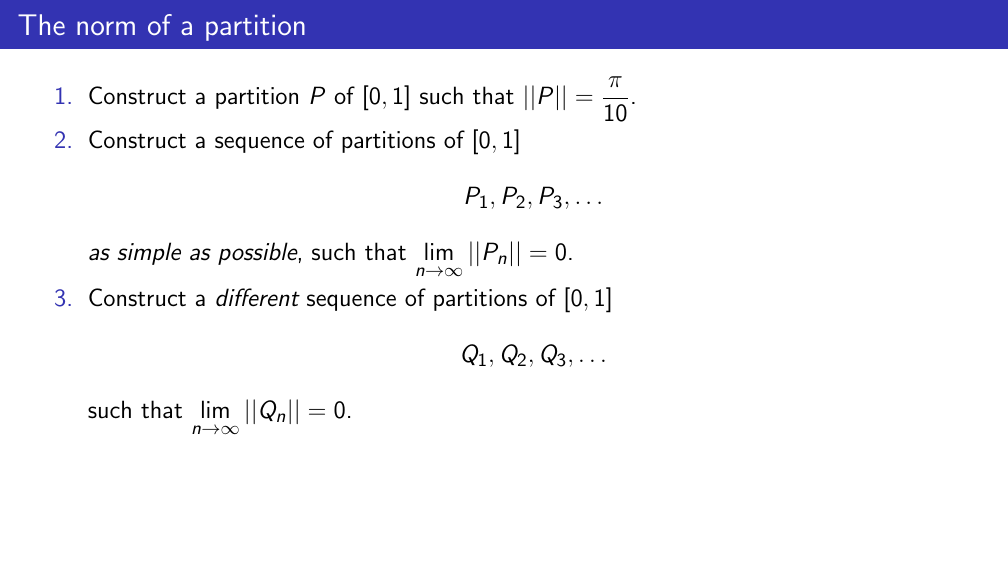 The norm of a partition
1. Construct a partition P of [0, 1] such that ||P|| = π/10.
2. Construct a sequence of partitions of [0, 1]
P₁, P₂, P₃, . . .
as simple as possible, such that lim n→∞ ||Pₙ|| = 0.
3. Construct a different sequence of partitions of [0, 1]
Q₁, Q₂, Q₃, . . .
such that lim n→∞ ||Qₙ|| = 0.